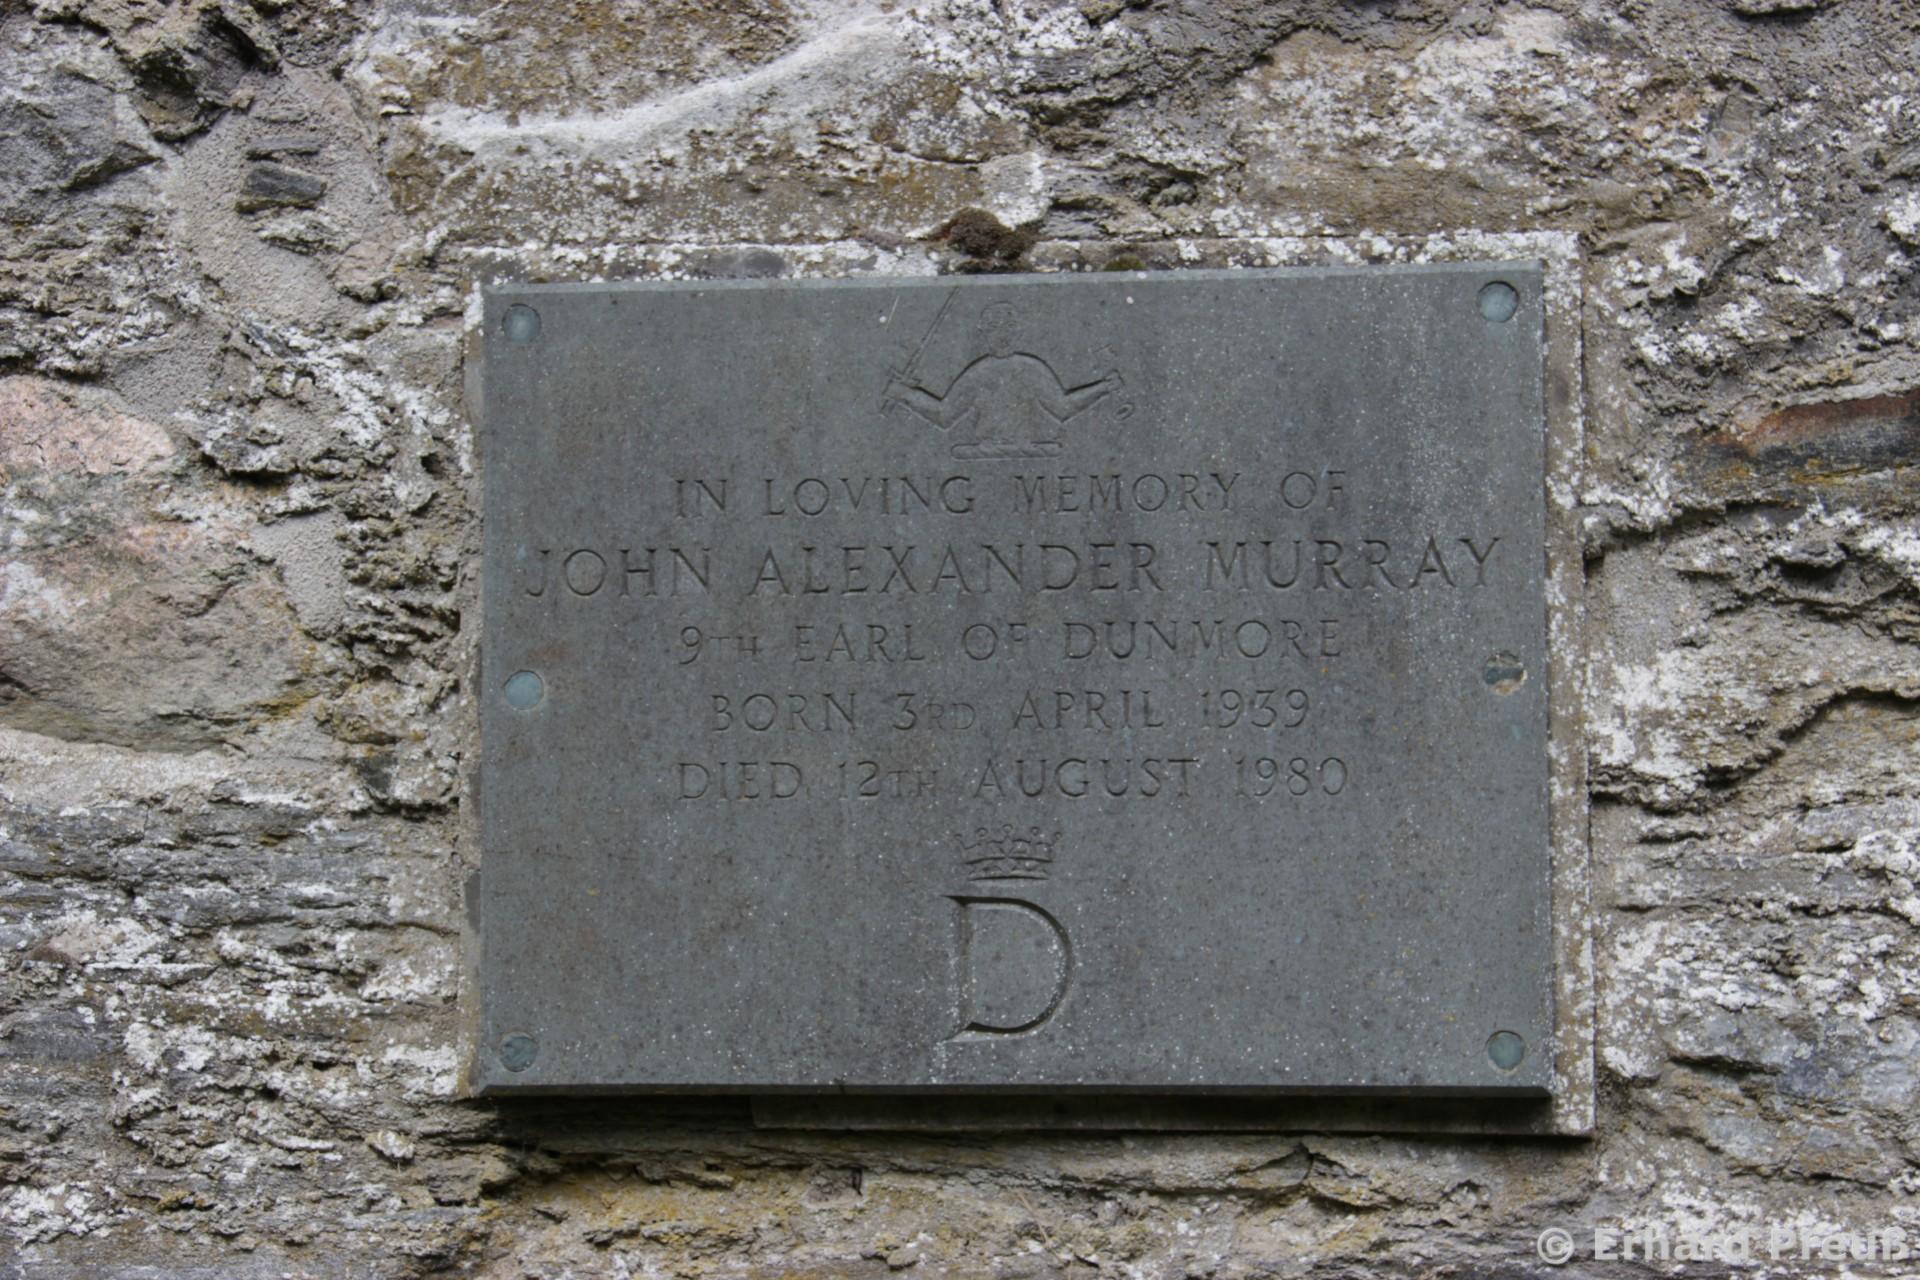 IN LOVING MEMORY OF
JOHN ALEXANDER MURRAY
9TH EARL OF DUNMORE
BORN 3RD APRIL 1939
DIED 12TH AUGUST 1980
D
© Erhard Preuß